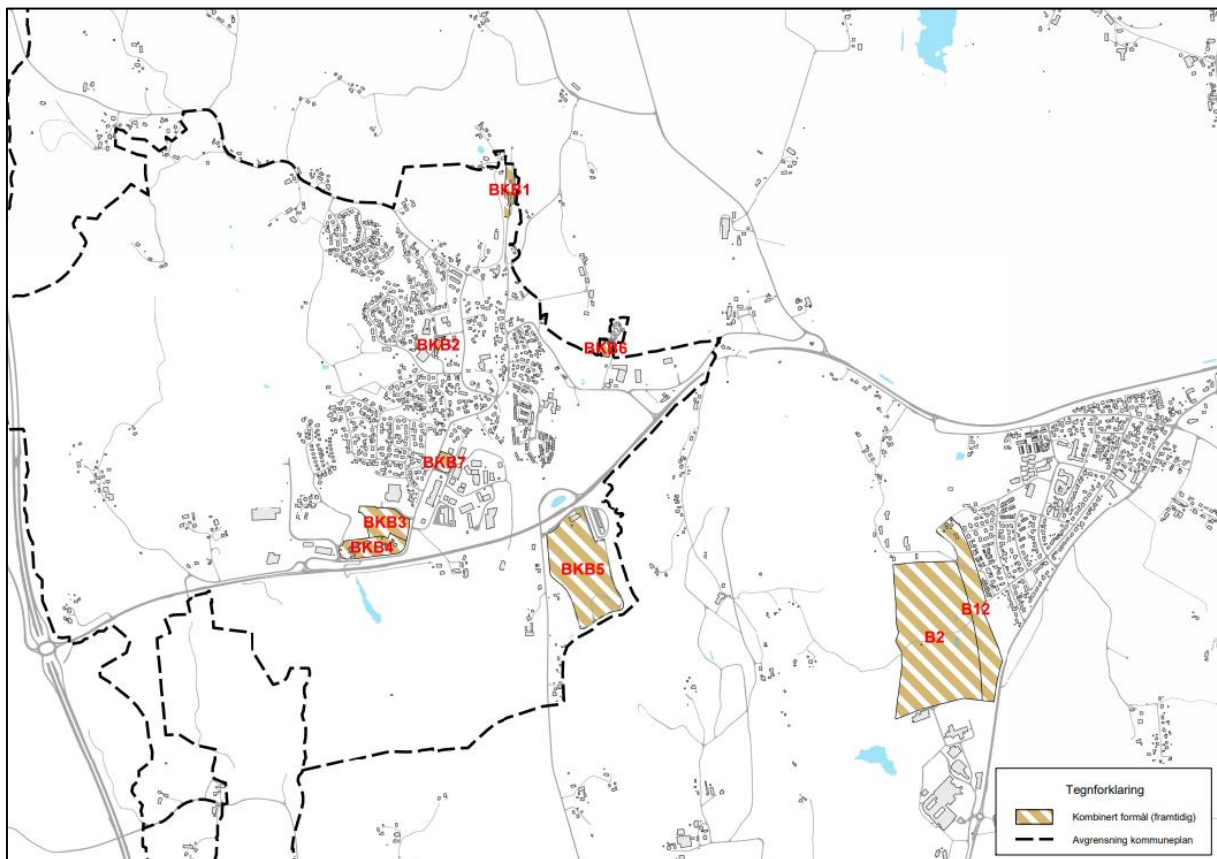 BKB1
BKB2
BKB6
BKB7
BKB3
BKB4
BKB5
B12
B2
Tegnforklaring
Kombinert formål (framtidig)
Avgrensning kommuneplan